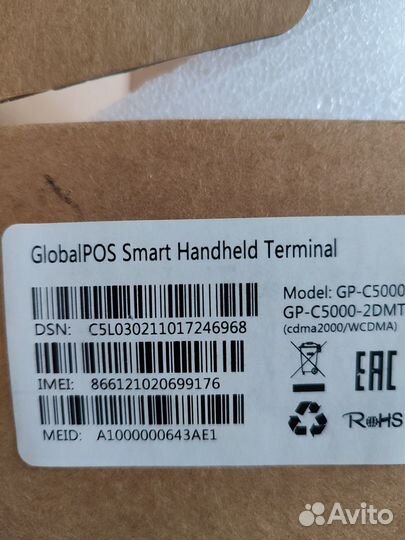 GlobalPOS Smart Handheld Terminal
DSN: C5L030211017246968
IMEI: 866121020699176
MEID: A1000000643AE1
Model: GP-C5000
GP-C5000-2DMT
(cdma2000/WCDMA)
EAC
RoHS
Avito